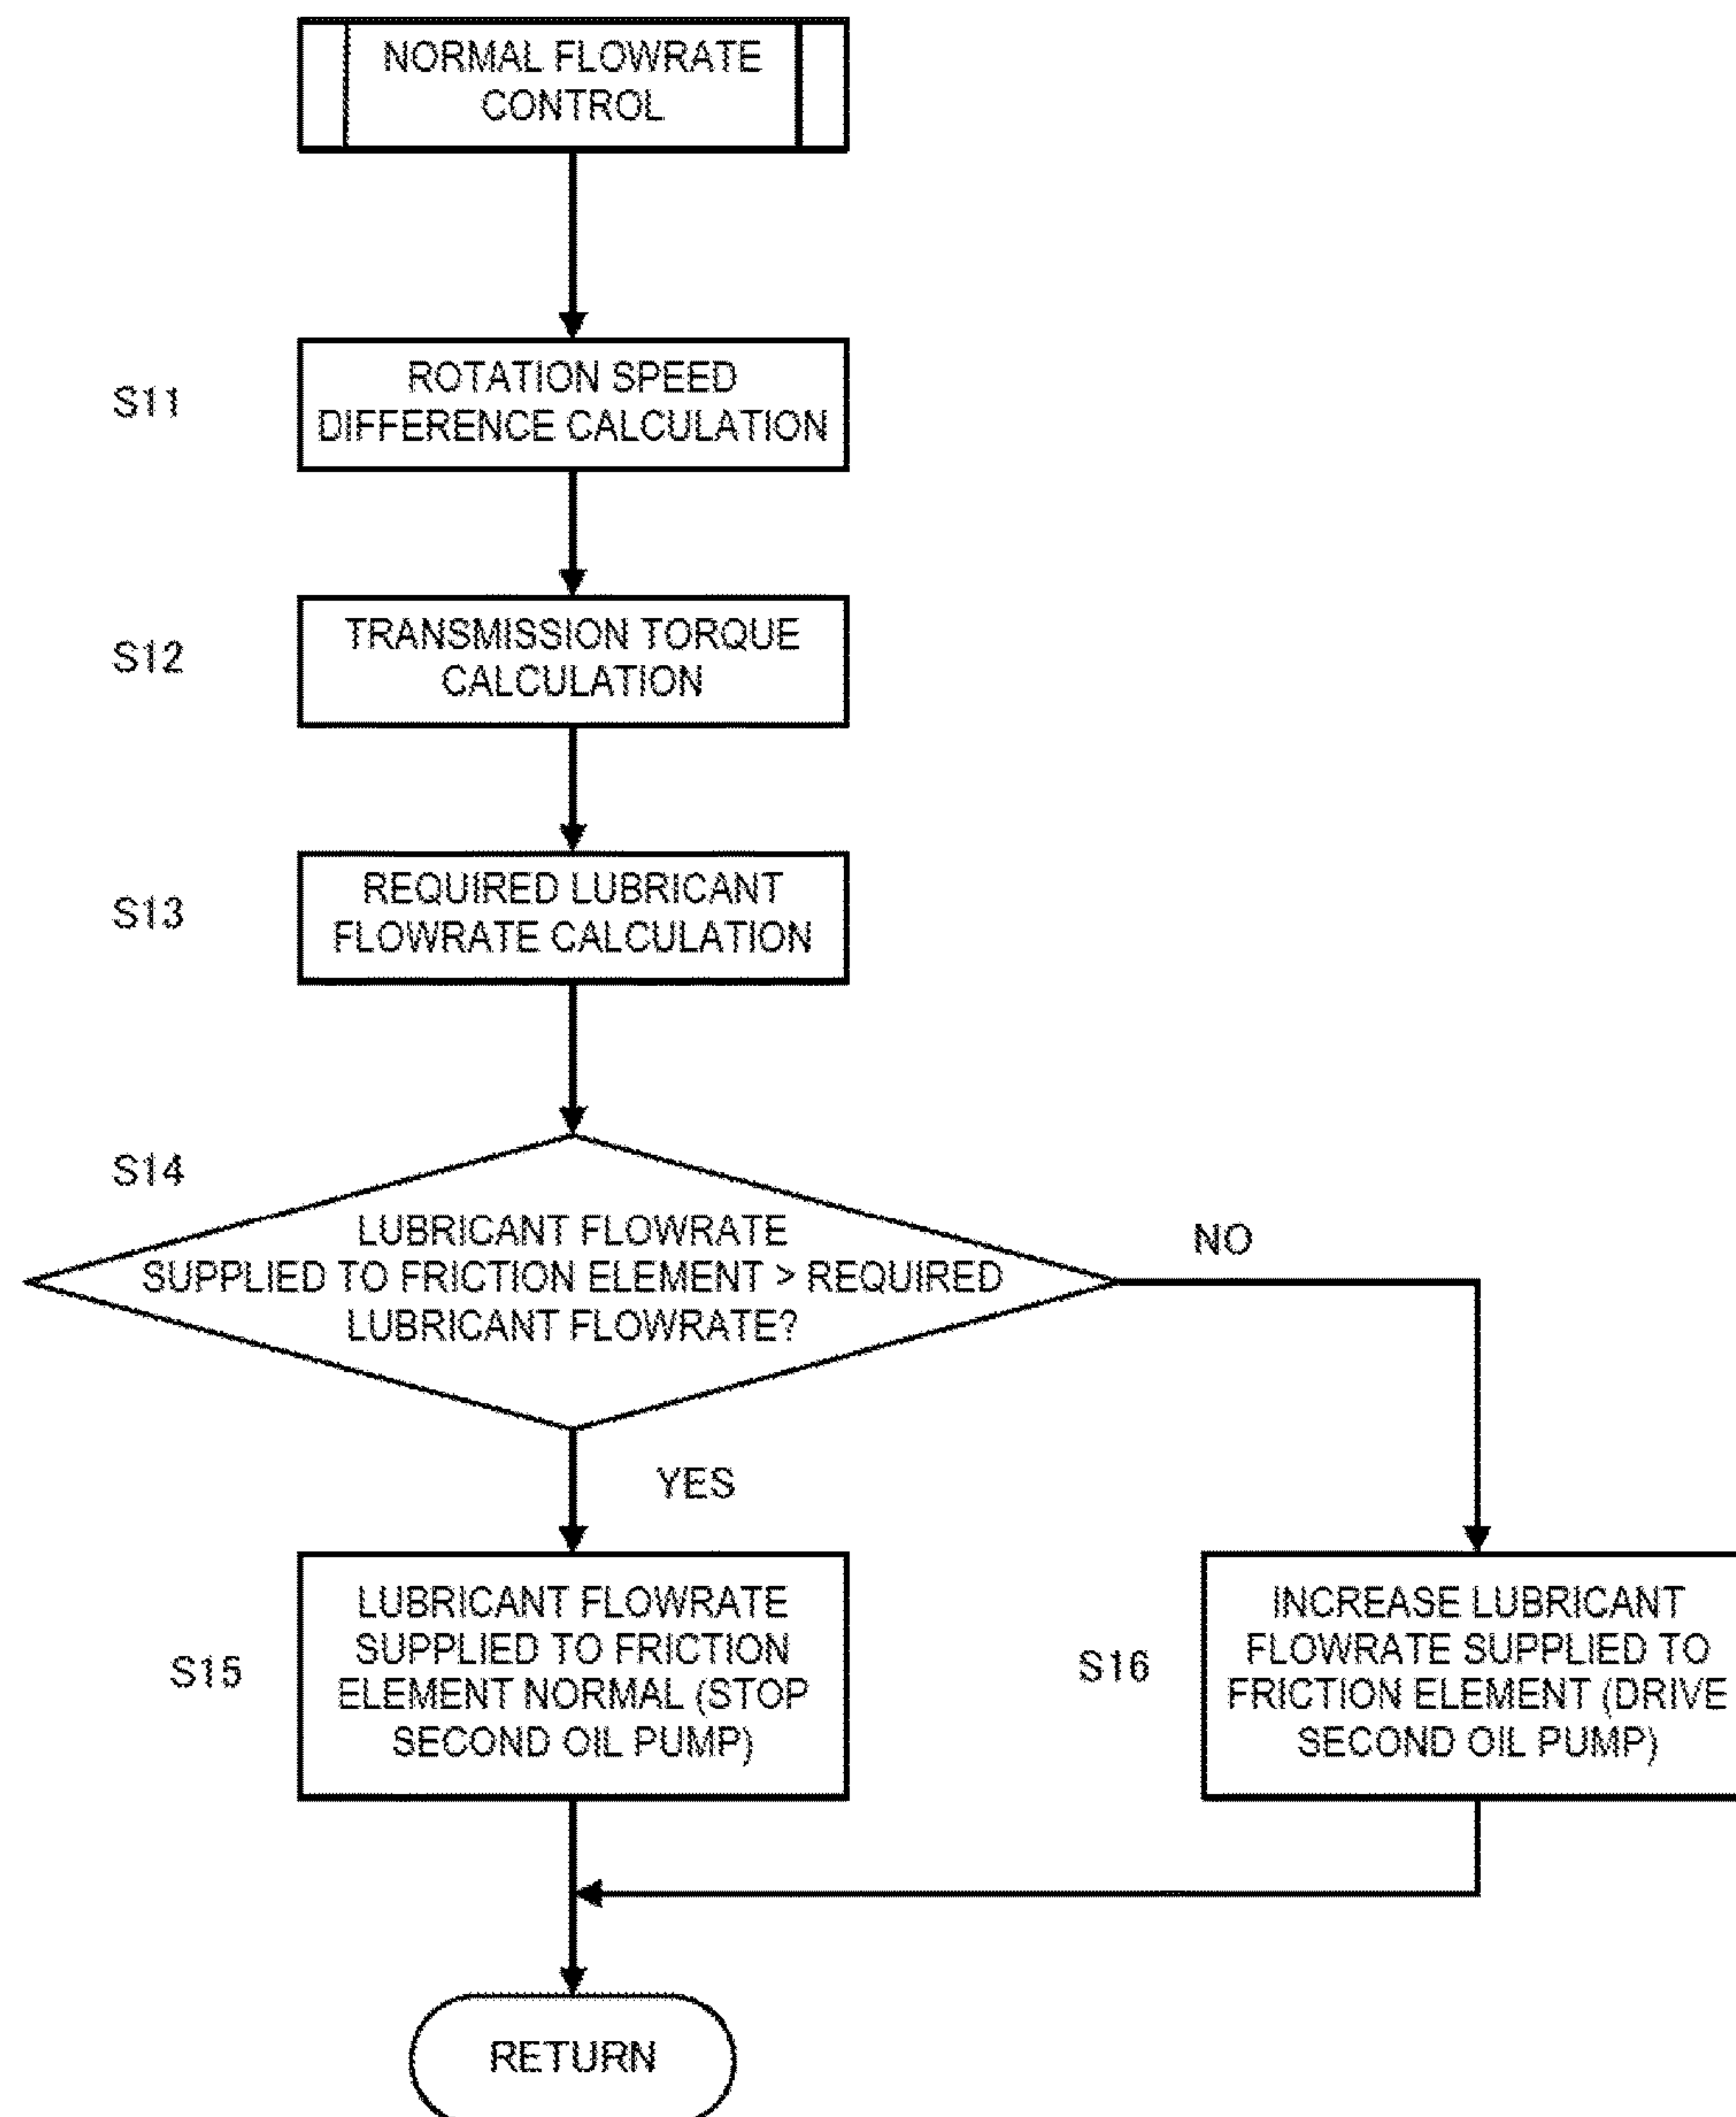 NORMAL FLOWRATE
CONTROL
S11
ROTATION SPEED
DIFFERENCE CALCULATION
S12
TRANSMISSION TORQUE
CALCULATION
S13
REQUIRED LUBRICANT
FLOWRATE CALCULATION
S14
LUBRICANT FLOWRATE
SUPPLIED TO FRICTION ELEMENT > REQUIRED
LUBRICANT FLOWRATE?
NO
YES
S15
LUBRICANT FLOWRATE
SUPPLIED TO FRICTION
ELEMENT NORMAL (STOP
SECOND OIL PUMP)
S16
INCREASE LUBRICANT
FLOWRATE SUPPLIED TO
FRICTION ELEMENT (DRIVE
SECOND OIL PUMP)
RETURN